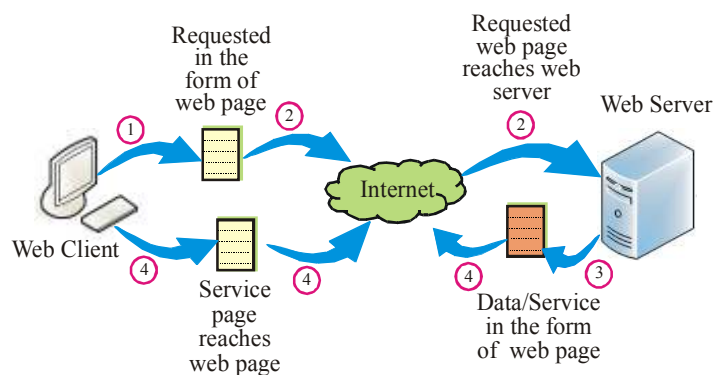 Requested
in the
form of
web page
Requested
web page
reaches web
server
Web Server
1
2
2
Internet
Web Client
4
4
4
3
Service
page
reaches
web page
Data/Service
in the form
of web page